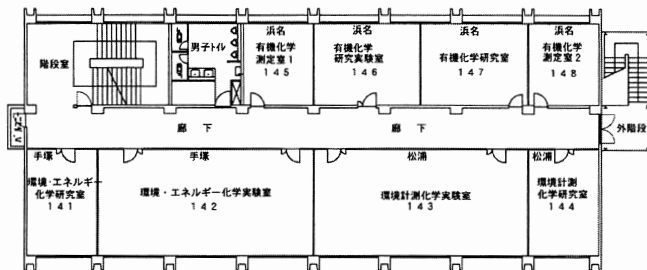 階段室
男子トイレ
浜名
有機化学
測定室1
145
浜名
有機化学
研究実験室
146
浜名
有機化学研究室
147
浜名
有機化学
測定室2
148
廊下
廊下
外階段
手塚
環境・エネルギー
化学研究室
141
手塚
環境・エネルギー化学実験室
142
松浦
環境計測化学実験室
143
松浦
環境計測
化学研究室
144